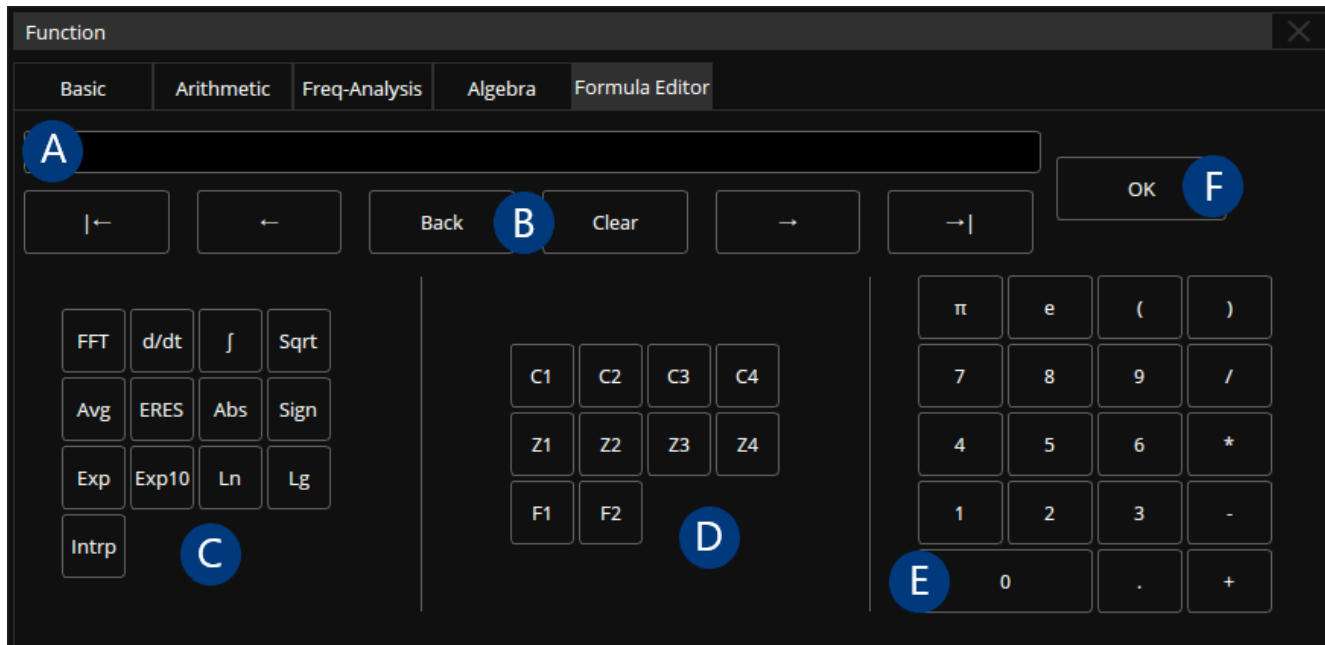 Function
Basic Arithmetic Freq-Analysis Algebra Formula Editor
A
|← ← Back B Clear → →| OK F
FFT d/dt ∫ Sqrt
Avg ERES Abs Sign
Exp Exp10 Ln Lg
Intrp C
C1 C2 C3 C4
Z1 Z2 Z3 Z4
F1 F2 D
π e ( )
7 8 9 /
4 5 6 *
1 2 3 -
E 0 . +